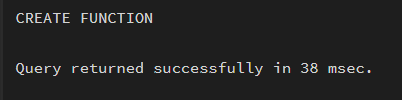 CREATE FUNCTION
Query returned successfully in 38 msec.